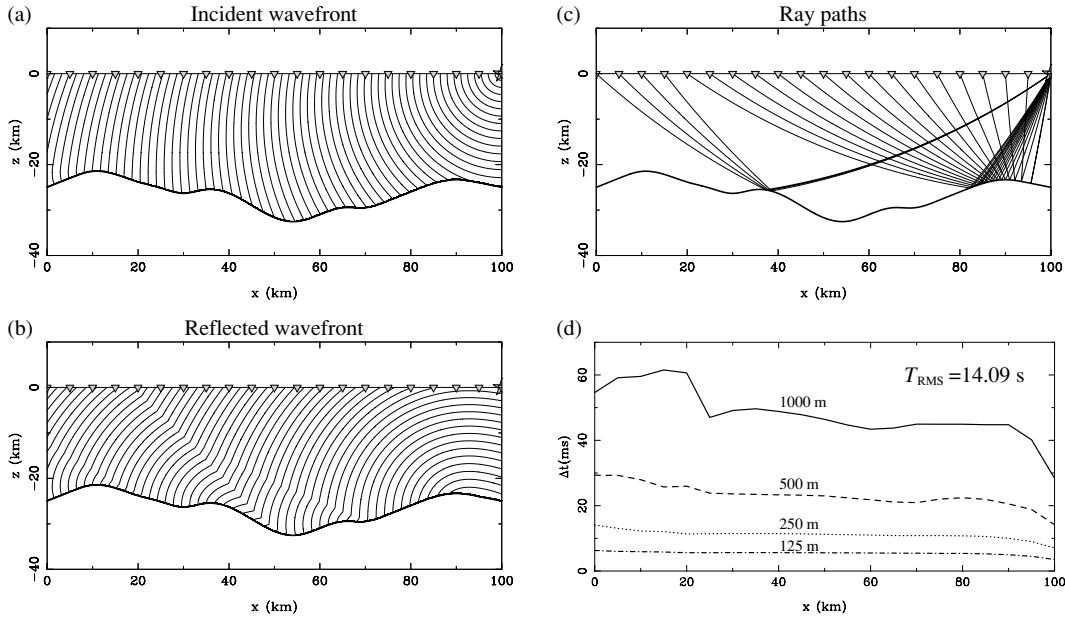 (a) Incident wavefront
0
−20
−40
z (km)
0 20 40 60 80 100
x (km)
(b) Reflected wavefront
0
−20
−40
z (km)
0 20 40 60 80 100
x (km)
(c) Ray paths
0
−20
−40
z (km)
0 20 40 60 80 100
x (km)
(d)
T_RMS =14.09 s
60
40
20
0
Δt(ms)
1000 m
500 m
250 m
125 m
0 20 40 60 80 100
x (km)